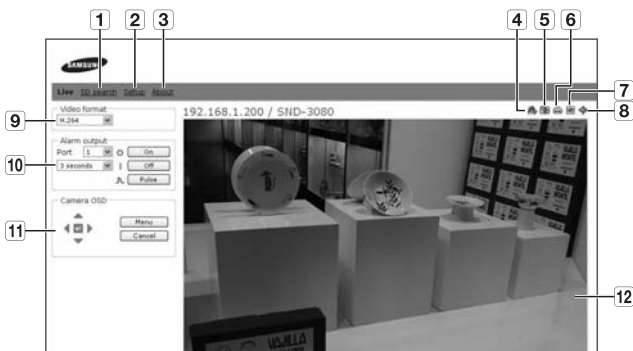 1 2 3 4 5 6 7 8
SAMSUNG
Live SD search Setup About
192.168.1.200 / SND-3080
9 Video format
H.264
Alarm output
Port 1 On
10 3 seconds Off
Pulse
Camera OSD
11 Menu
Cancel
12
VAJILLA